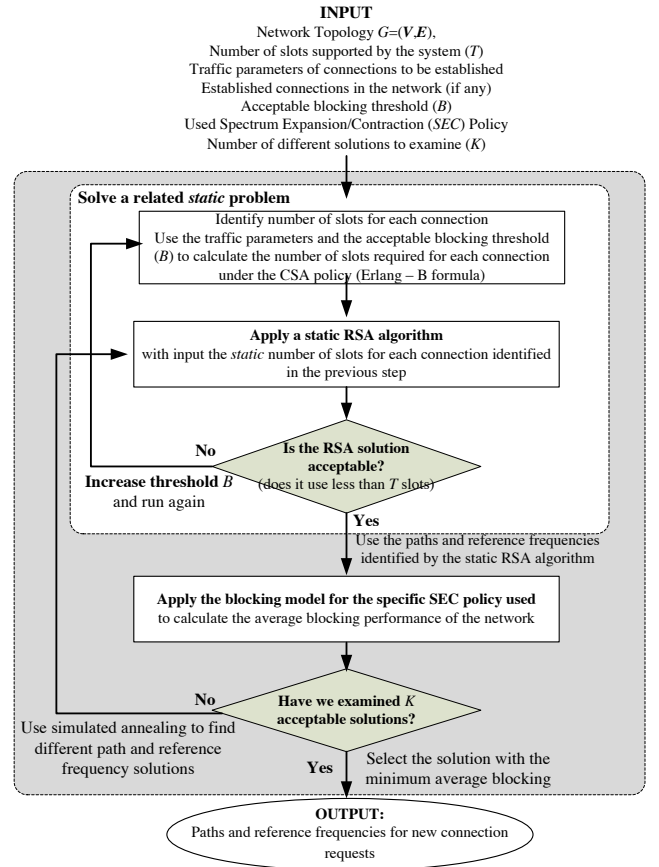 INPUT
Network Topology G=(V,E),
Number of slots supported by the system (T)
Traffic parameters of connections to be established
Established connections in the network (if any)
Acceptable blocking threshold (B)
Used Spectrum Expansion/Contraction (SEC) Policy
Number of different solutions to examine (K)
Solve a related static problem
Identify number of slots for each connection
Use the traffic parameters and the acceptable blocking threshold
(B) to calculate the number of slots required for each connection
under the CSA policy (Erlang – B formula)
Apply a static RSA algorithm
with input the static number of slots for each connection identified
in the previous step
No
Is the RSA solution
acceptable?
(does it use less than T slots)
Increase threshold B
and run again
Yes
Use the paths and reference frequencies
identified by the static RSA algorithm
Apply the blocking model for the specific SEC policy used
to calculate the average blocking performance of the network
No
Have we examined K
acceptable solutions?
Use simulated annealing to find
different path and reference
frequency solutions
Yes
Select the solution with the
minimum average blocking
OUTPUT:
Paths and reference frequencies for new connection
requests